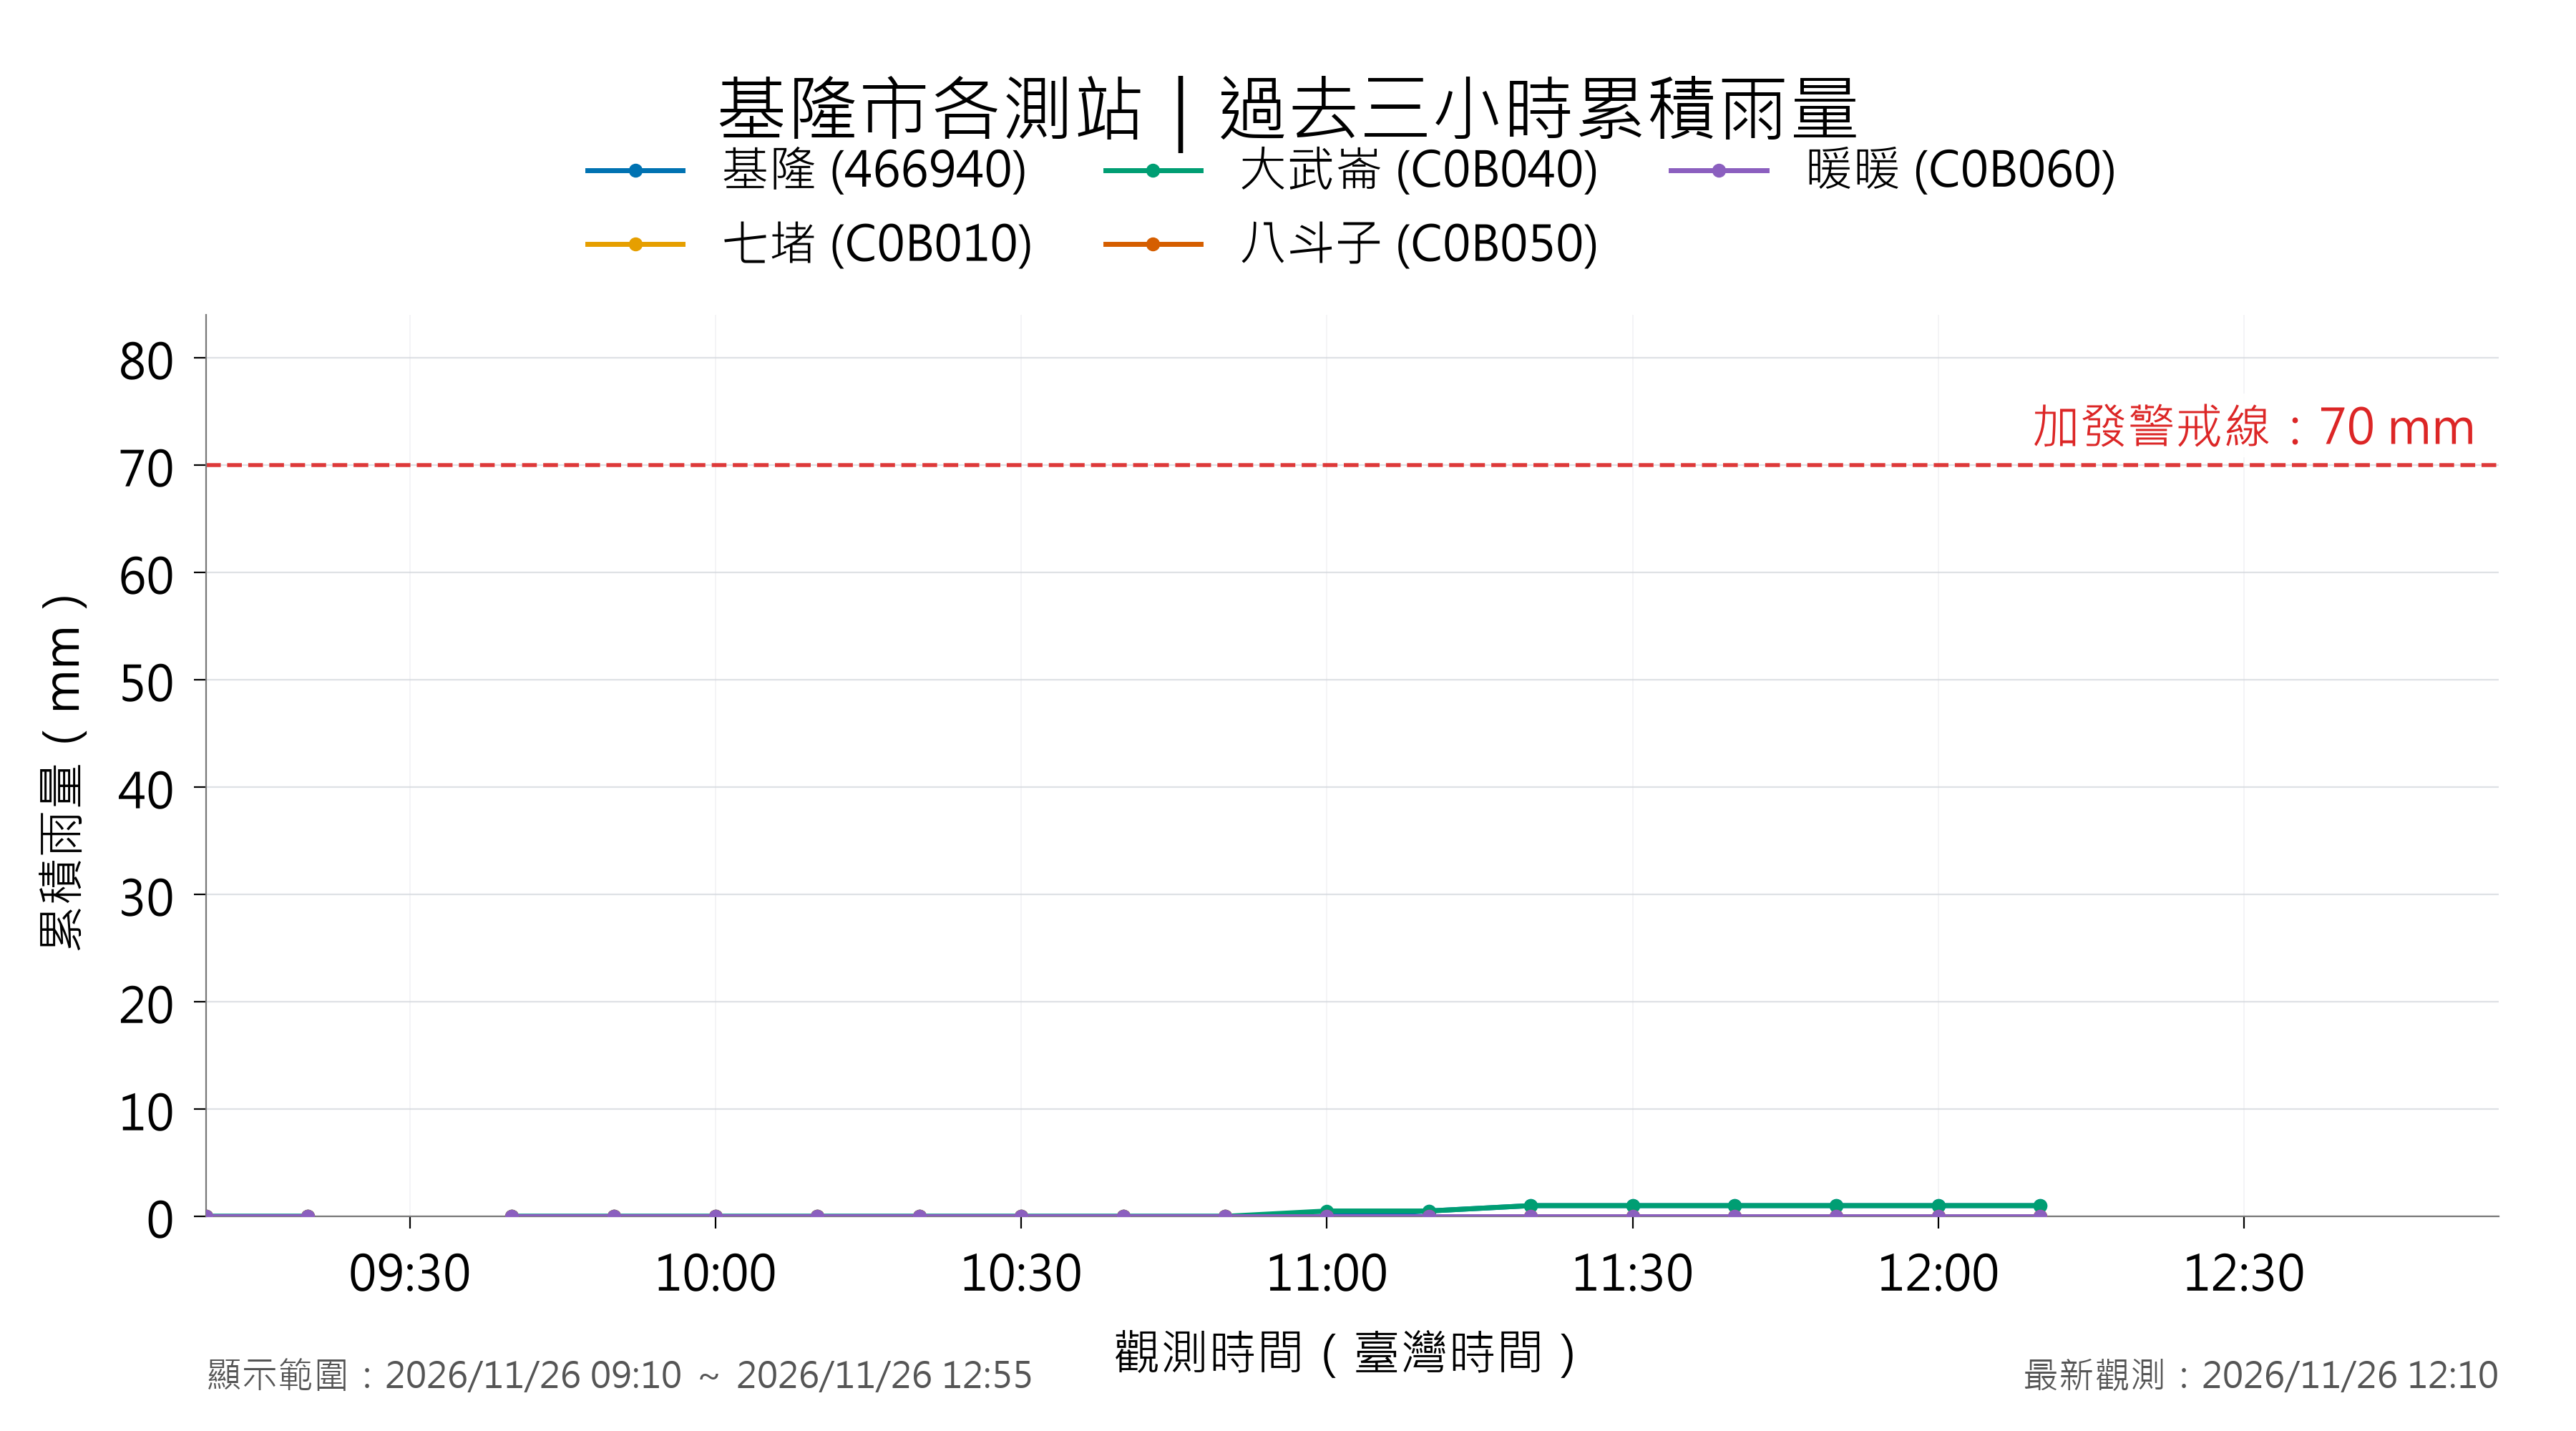 基隆市各測站｜過去三小時累積雨量
基隆 (466940)
大武崙 (C0B040)
暖暖 (C0B060)
七堵 (C0B010)
八斗子 (C0B050)
80
70
60
50
40
30
20
10
0
累積雨量（mm）
加發警戒線：70 mm
09:30
10:00
10:30
11:00
11:30
12:00
12:30
觀測時間（臺灣時間）
顯示範圍：2026/11/26 09:10 ~ 2026/11/26 12:55
最新觀測：2026/11/26 12:10